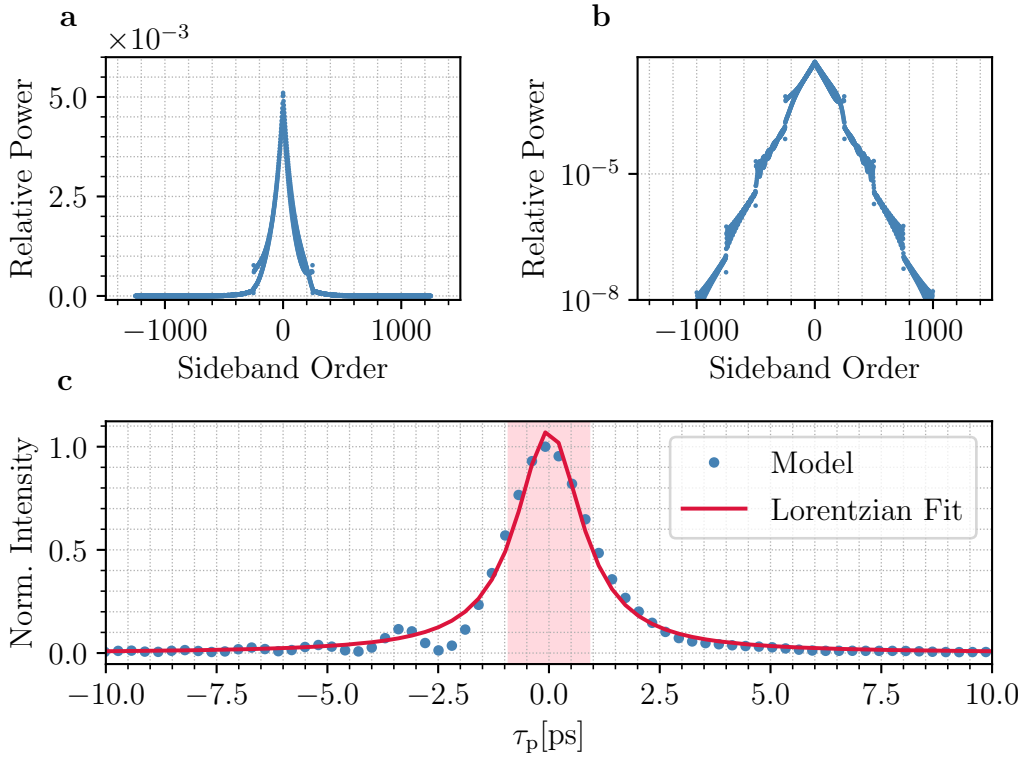 a
×10⁻³
Relative Power
5.0
2.5
0.0
−1000
0
1000
Sideband Order
b
Relative Power
10⁻⁵
10⁻⁸
−1000
0
1000
Sideband Order
c
Norm. Intensity
1.0
0.5
0.0
Model
Lorentzian Fit
−10.0
−7.5
−5.0
−2.5
0.0
2.5
5.0
7.5
10.0
τₚ[ps]